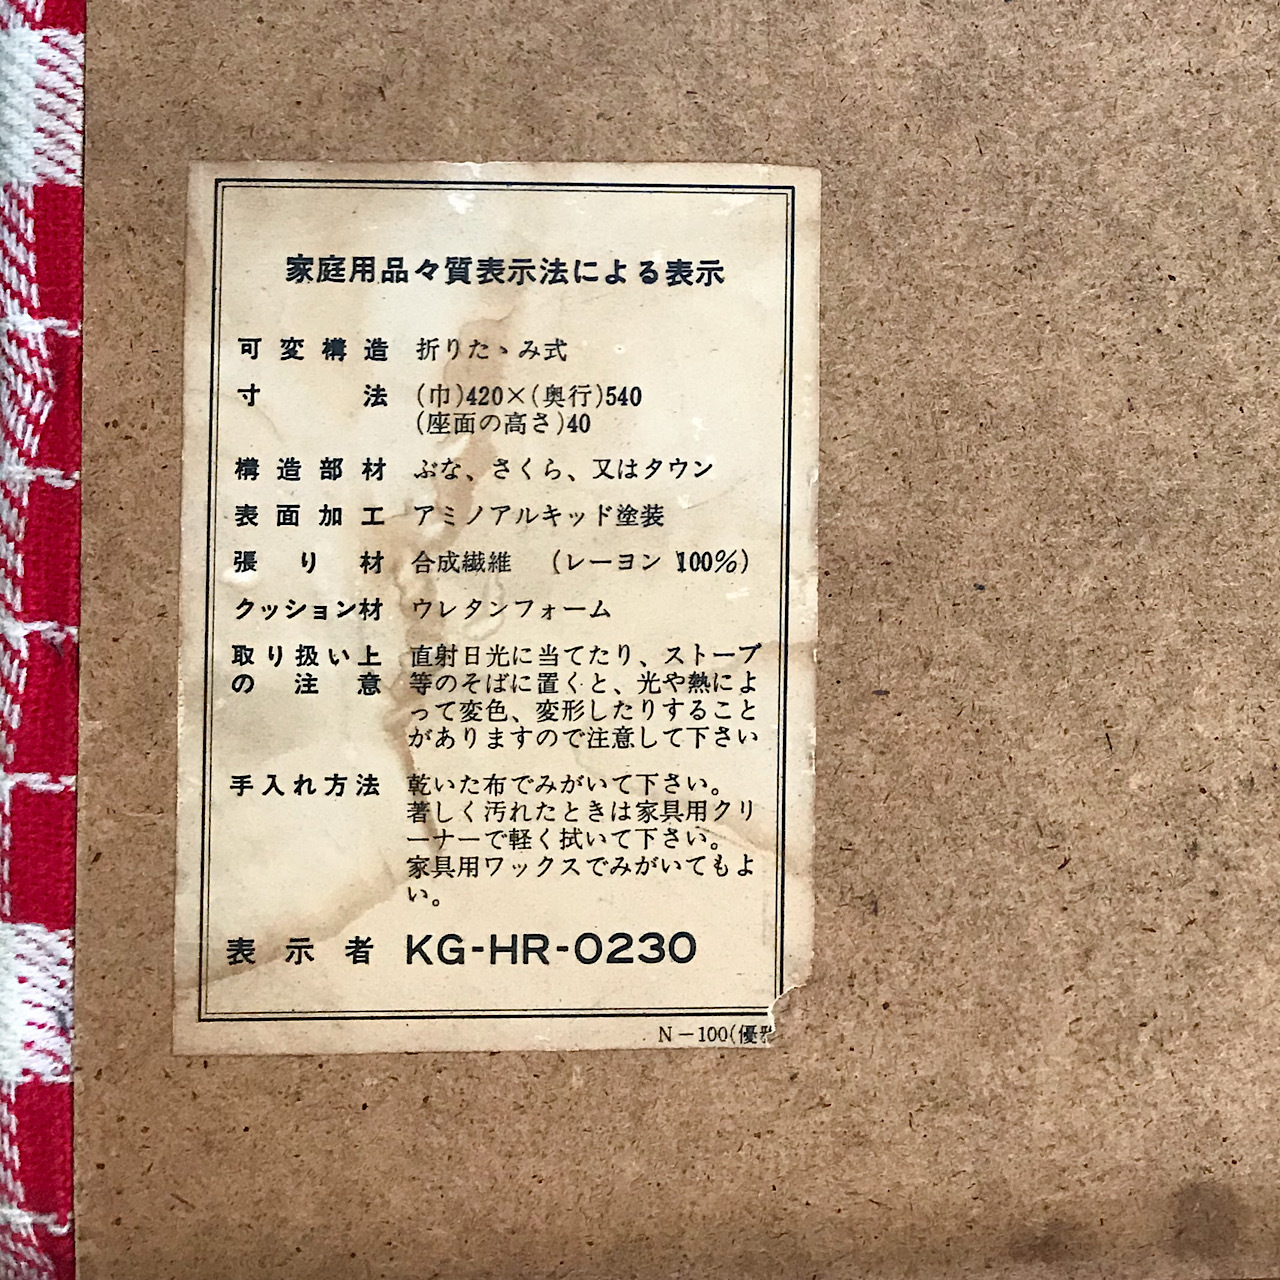 家庭用品々質表示法による表示
可変構造 折りたゝみ式
寸法 (巾)420×(奥行)540
(座面の高さ)40
構造部材 ぶな、さくら、又はタウン
表面加工 アミノアルキッド塗装
張り材 合成繊維 (レーヨン 100%)
クッション材 ウレタンフォーム
取り扱い上 直射日光に当てたり、ストーブ
の注意 等のそばに置くと、光や熱によ
って変色、変形したりすること
がありますので注意して下さい
手入れ方法 乾いた布でみがいて下さい。
著しく汚れたときは家具用クリ
ーナーで軽く拭いて下さい。
家具用ワックスでみがいてもよ
い。
表示者 KG-HR-0230
N-100(優